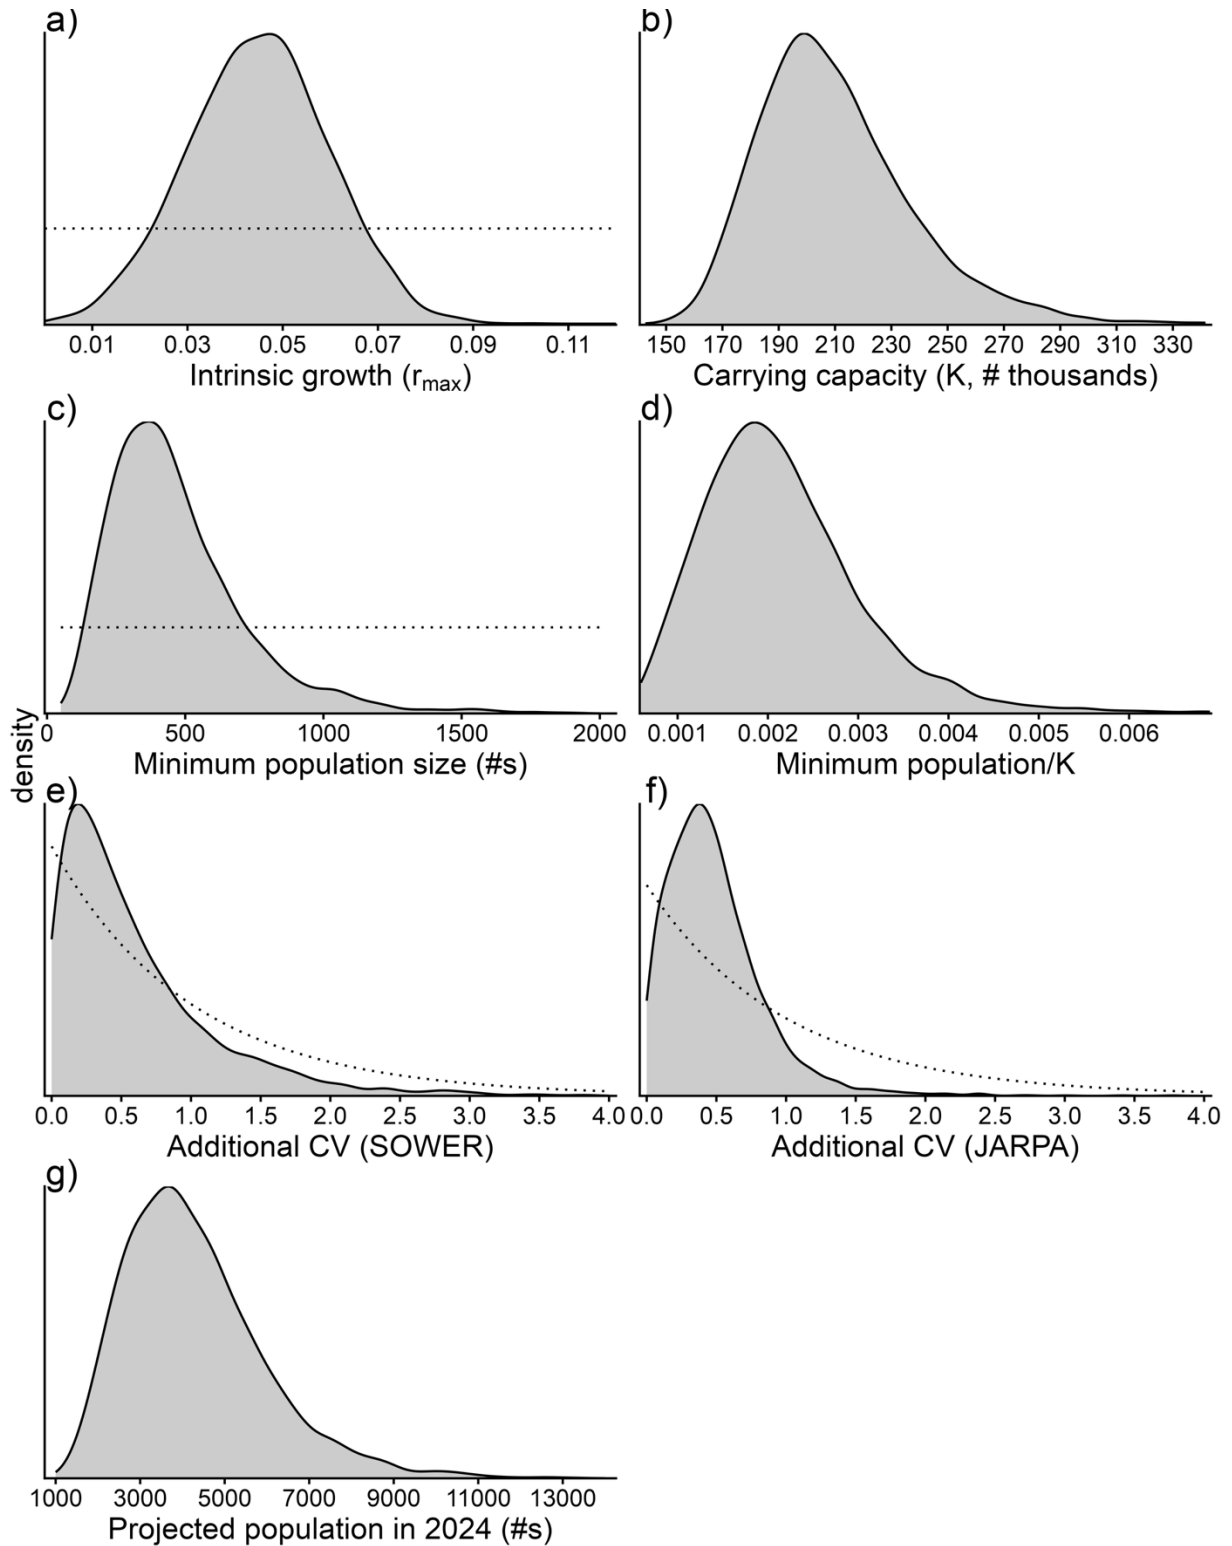 a)
0.01 0.03 0.05 0.07 0.09 0.11
Intrinsic growth (rmax)
b)
150 170 190 210 230 250 270 290 310 330
Carrying capacity (K, # thousands)
c)
0 500 1000 1500 2000
Minimum population size (#s)
d)
0.001 0.002 0.003 0.004 0.005 0.006
Minimum population/K
density
e)
0.0 0.5 1.0 1.5 2.0 2.5 3.0 3.5 4.0
Additional CV (SOWER)
f)
0.0 0.5 1.0 1.5 2.0 2.5 3.0 3.5 4.0
Additional CV (JARPA)
g)
1000 3000 5000 7000 9000 11000 13000
Projected population in 2024 (#s)